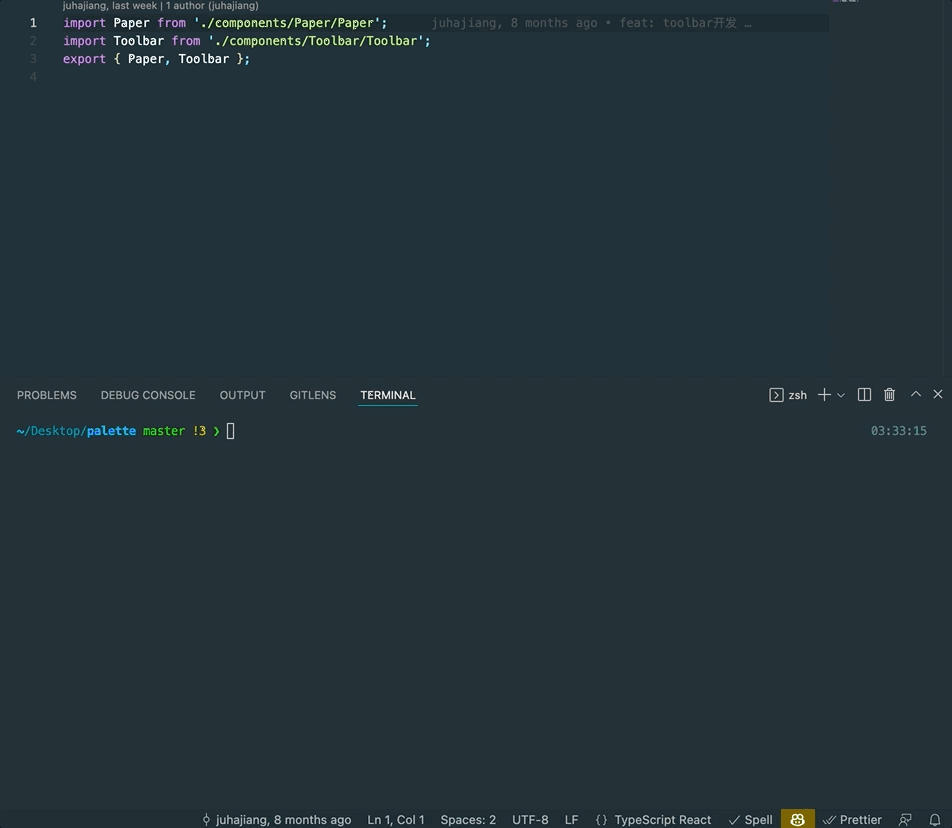 juhajiang, last week | 1 author (juhajiang)
1 import Paper from './components/Paper/Paper'; juhajiang, 8 months ago • feat: toolbar开发 …
2 import Toolbar from './components/Toolbar/Toolbar';
3 export { Paper, Toolbar };
4
PROBLEMS DEBUG CONSOLE OUTPUT GITLENS TERMINAL zsh
~/Desktop/palette master !3 ❯ 03:33:15
juhajiang, 8 months ago Ln 1, Col 1 Spaces: 2 UTF-8 LF {} TypeScript React Spell Prettier